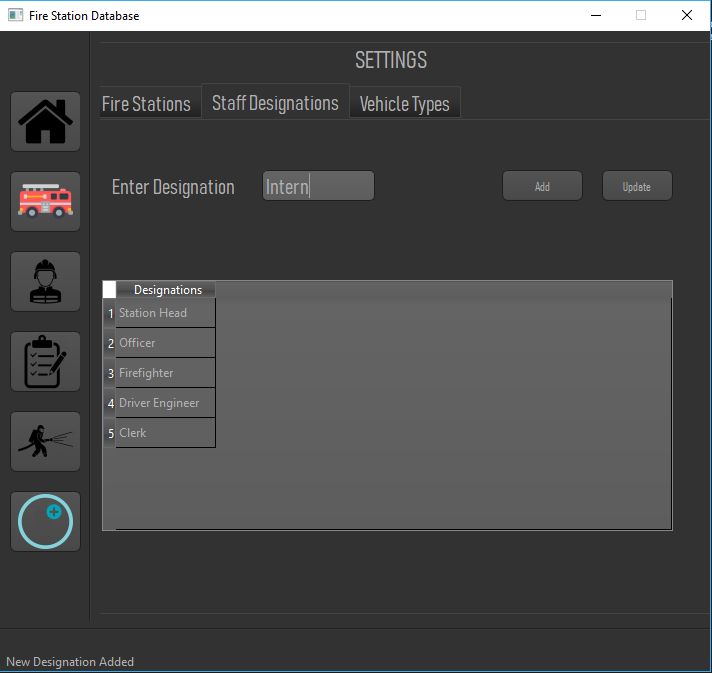 Fire Station Database
SETTINGS
Fire Stations Staff Designations Vehicle Types
Enter Designation Intern Add Update
Designations
1 Station Head
2 Officer
3 Firefighter
4 Driver Engineer
5 Clerk
New Designation Added